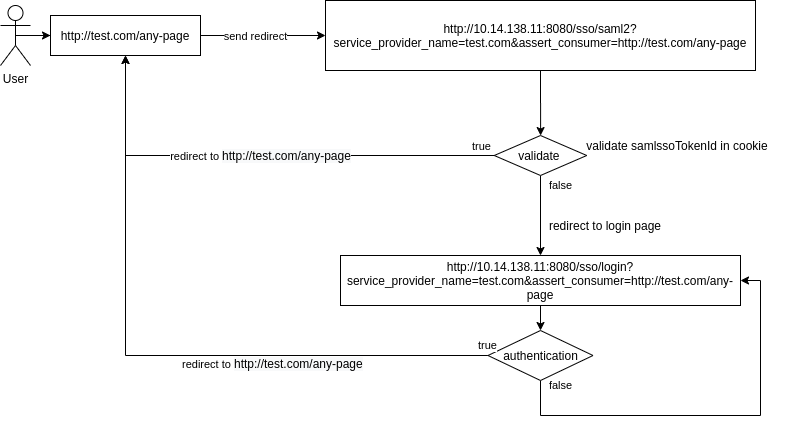 http://test.com/any-page
send redirect
http://10.14.138.11:8080/sso/saml2?
service_provider_name=test.com&assert_consumer=http://test.com/any-page
User
true
validate samlssoTokenId in cookie
redirect to http://test.com/any-page
validate
false
redirect to login page
http://10.14.138.11:8080/sso/login?
service_provider_name=test.com&assert_consumer=http://test.com/any-
page
true
authentication
redirect to http://test.com/any-page
false